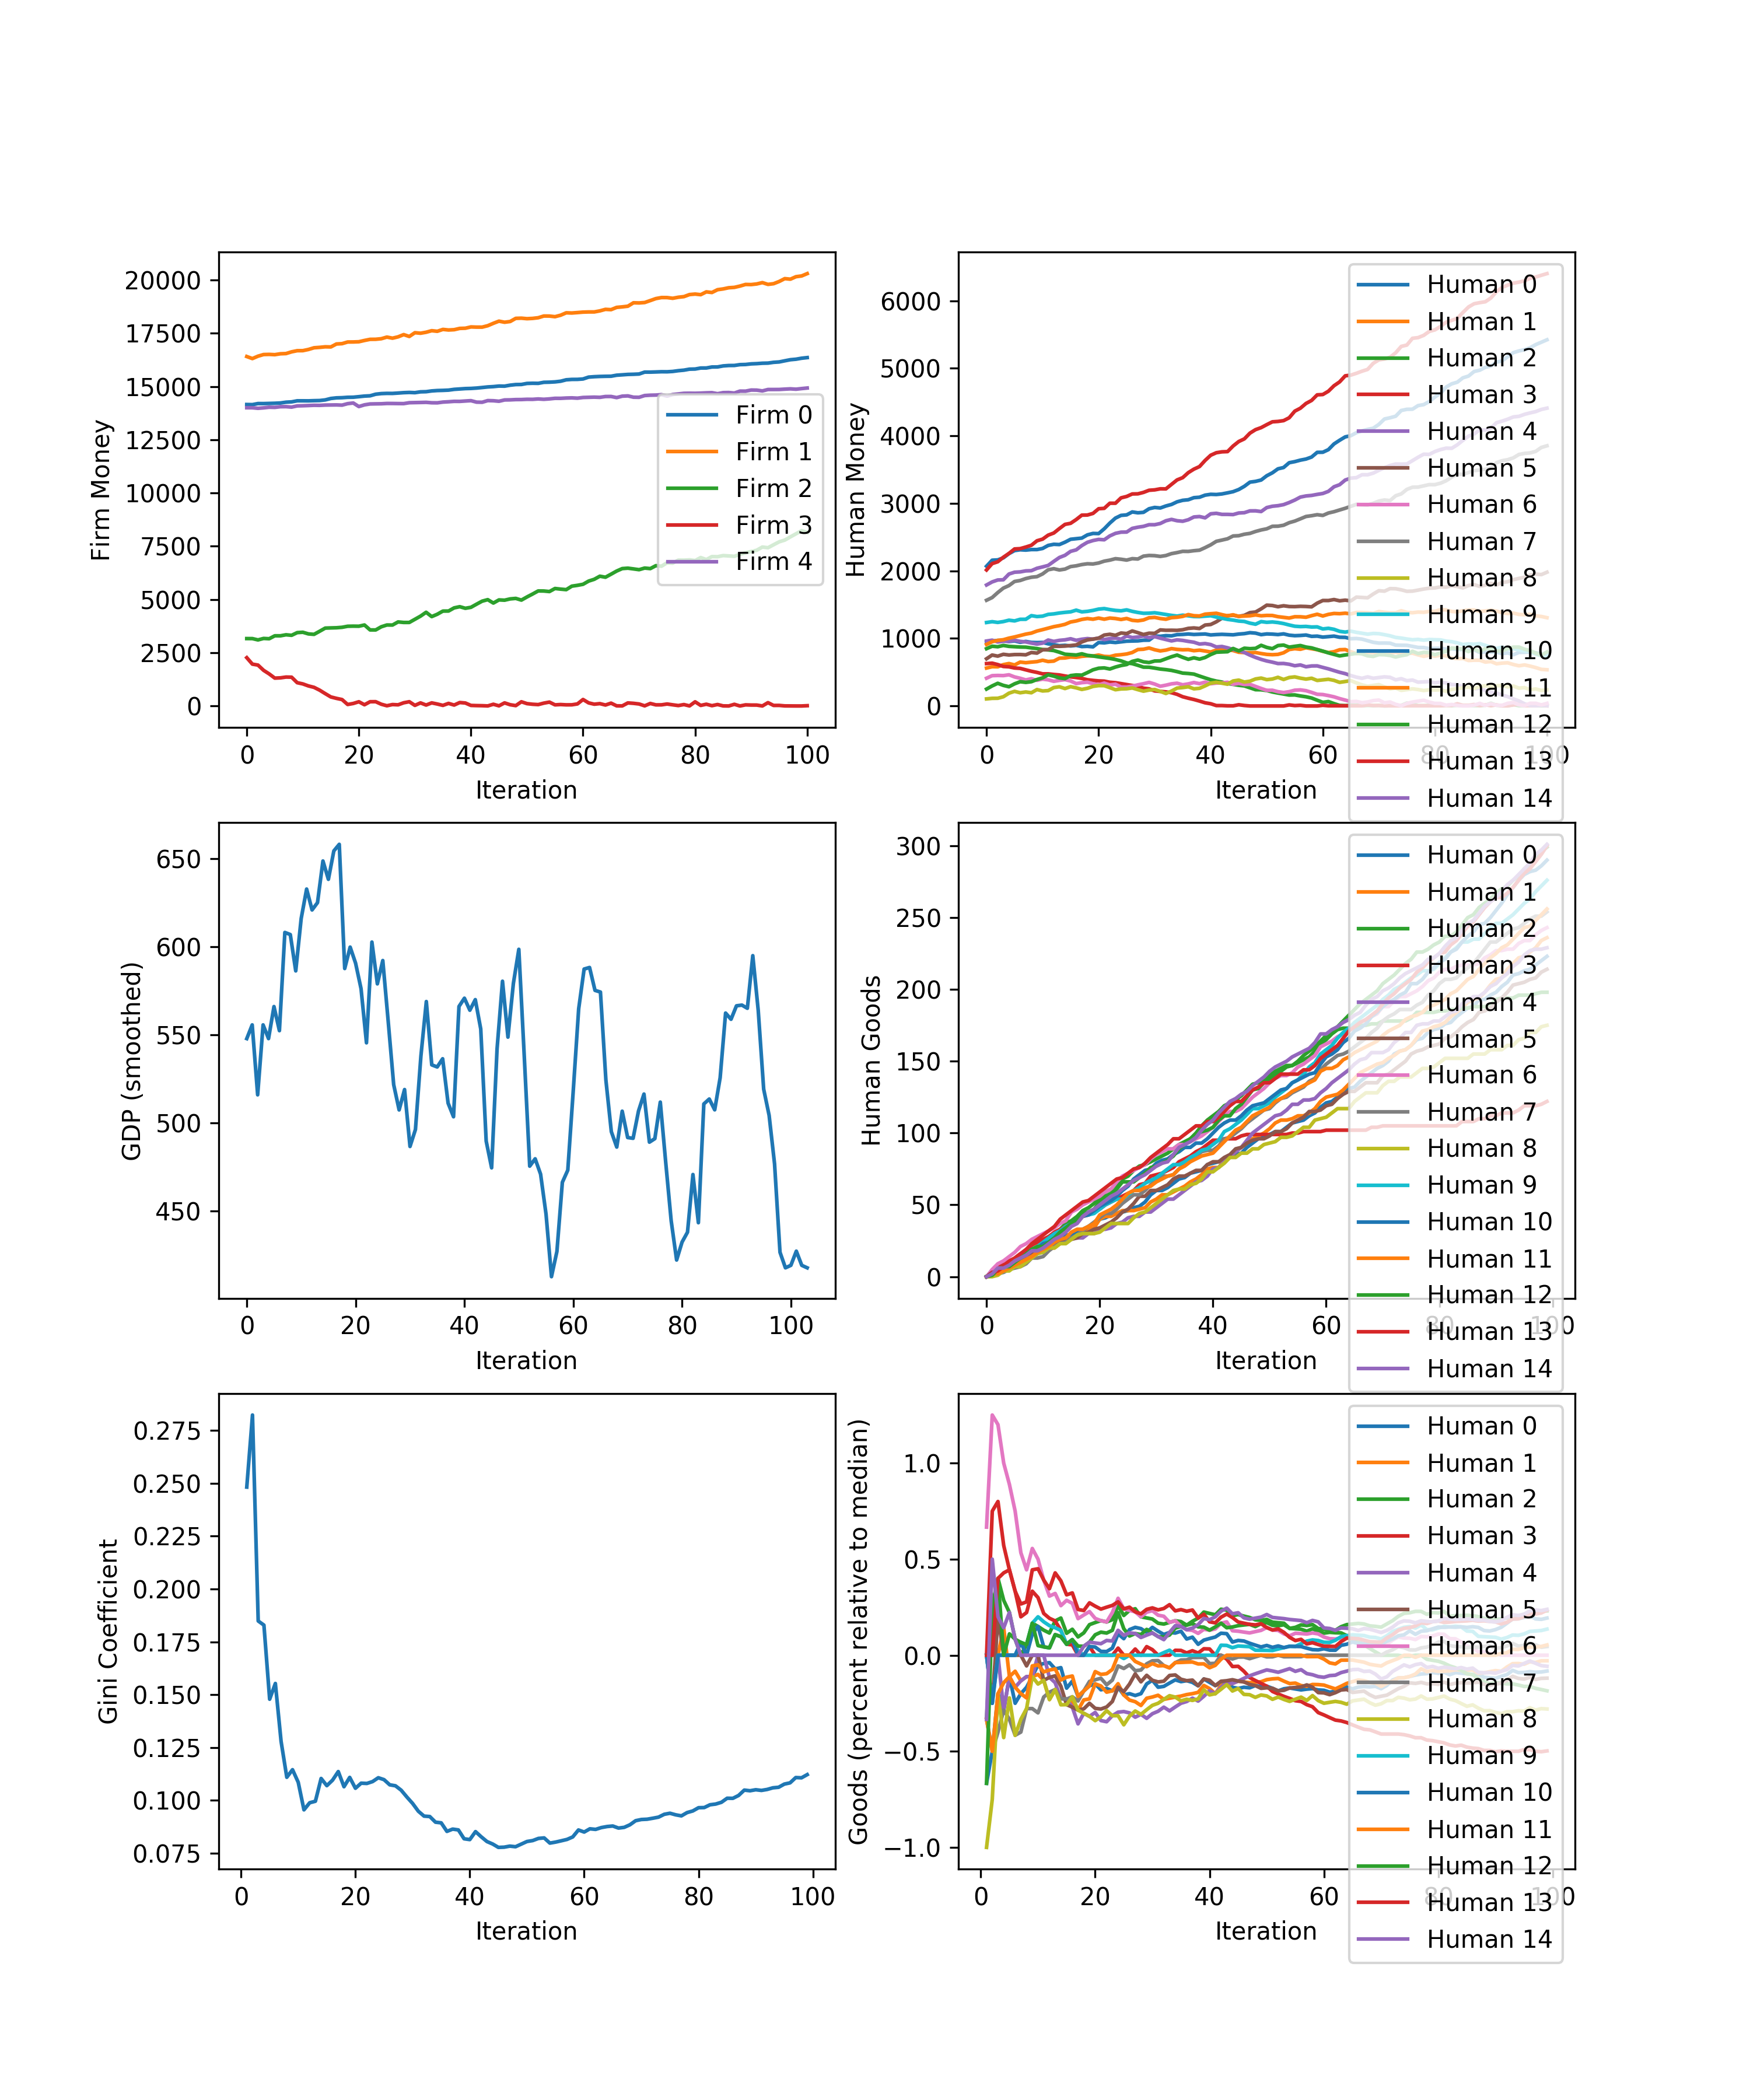 20000
17500
15000
12500
10000
7500
5000
2500
0
Firm Money
0 20 40 60 80 100
Iteration
Firm 0
Firm 1
Firm 2
Firm 3
Firm 4
6000
5000
4000
3000
2000
1000
0
Human Money
0 20 40 60 80 100
Iteration
Human 0
Human 1
Human 2
Human 3
Human 4
Human 5
Human 6
Human 7
Human 8
Human 9
Human 10
Human 11
Human 12
Human 13
Human 14
650
600
550
500
450
GDP (smoothed)
0 20 40 60 80 100
Iteration
300
250
200
150
100
50
0
Human Goods
0 20 40 60 80 100
Iteration
Human 0
Human 1
Human 2
Human 3
Human 4
Human 5
Human 6
Human 7
Human 8
Human 9
Human 10
Human 11
Human 12
Human 13
Human 14
0.275
0.250
0.225
0.200
0.175
0.150
0.125
0.100
0.075
Gini Coefficient
0 20 40 60 80 100
Iteration
1.0
0.5
0.0
−0.5
−1.0
Goods (percent relative to median)
0 20 40 60 80 100
Iteration
Human 0
Human 1
Human 2
Human 3
Human 4
Human 5
Human 6
Human 7
Human 8
Human 9
Human 10
Human 11
Human 12
Human 13
Human 14